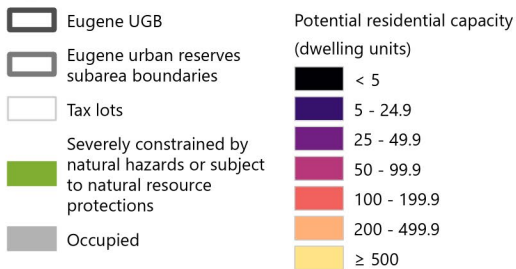 Eugene UGB
Eugene urban reserves
subarea boundaries
Tax lots
Severely constrained by
natural hazards or subject
to natural resource
protections
Occupied
Potential residential capacity
(dwelling units)
< 5
5 - 24.9
25 - 49.9
50 - 99.9
100 - 199.9
200 - 499.9
≥ 500